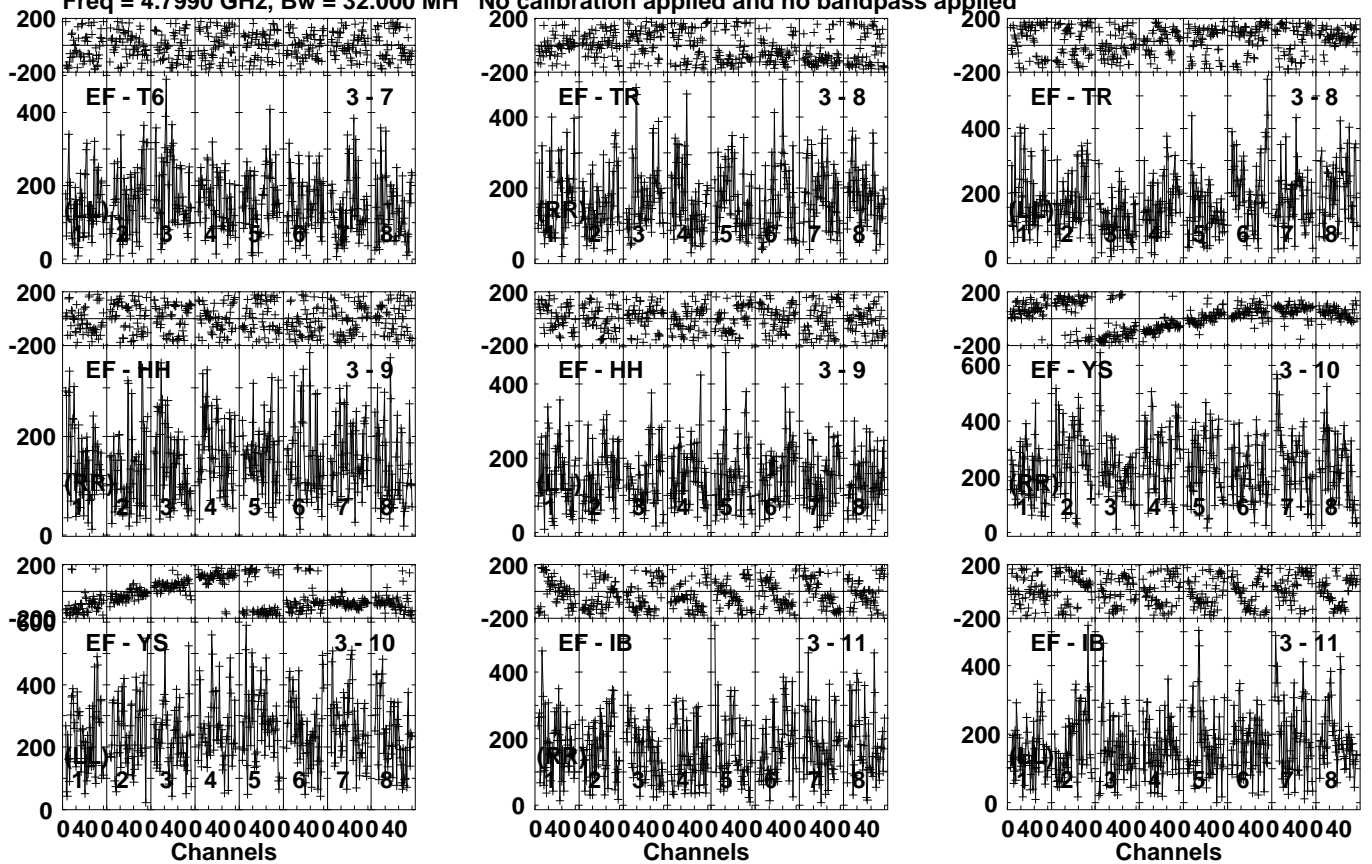 Freq = 4.7990 GHz, Bw = 32.000 MH No calibration applied and no bandpass applied
200 200 200
-200 -200 -200
EF - T6 3 - 7 EF - TR 3 - 8 EF - TR 3 - 8
400 400 400
200 200 200
(LL) (RR) (LL)
1 2 3 4 5 6 7 8 1 2 3 4 5 6 7 8 1 2 3 4 5 6 7 8
0 0 0
200 200 200
-200 -200 -200
EF - HH 3 - 9 EF - HH 3 - 9 EF - YS 3 - 10
600
400 400
200 200 200
(RR) (LL) (RR)
1 2 3 4 5 6 7 8 1 2 3 4 5 6 7 8 1 2 3 4 5 6 7 8
0 0 0
200 200 200
-200 -200 -200
600
EF - YS 3 - 10 EF - IB 3 - 11 EF - IB 3 - 11
400 400 400
200 200 200
(LL) (RR) (LL)
1 2 3 4 5 6 7 8 1 2 3 4 5 6 7 8 1 2 3 4 5 6 7 8
0 0 0
0 40 0 40 0 40 0 40 0 40 0 40 0 40 0 40 0 40 0 40 0 40 0 40 0 40 0 40 0 40 0 40 0 40 0 40 0 40 0 40 0 40 0 40 0 40 0 40
Channels Channels Channels